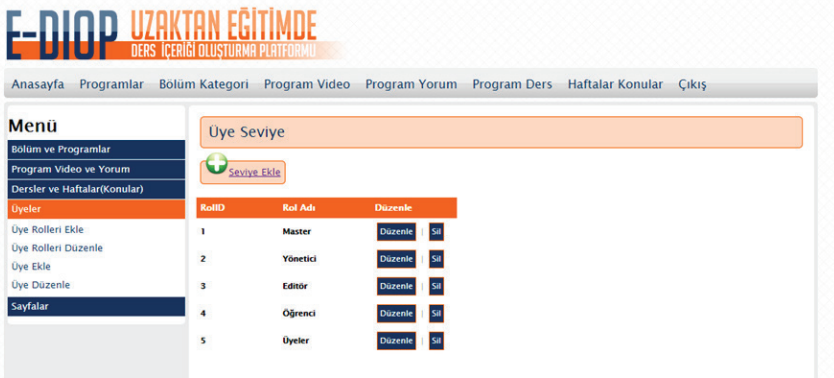 E-DIOP UZAKTAN EĞİTİMDE
DERS İÇERİĞİ OLUŞTURMA PLATFORMU
Anasayfa Programlar Bölüm Kategori Program Video Program Yorum Program Ders Haftalar Konular Çıkış
Menü
Bölüm ve Programlar
Program Video ve Yorum
Dersler ve Haftalar(Konular)
Üyeler
Üye Rolleri Ekle
Üye Rolleri Düzenle
Üye Ekle
Üye Düzenle
Sayfalar
Üye Seviye
Seviye Ekle
RolID Rol Adı Düzenle
1 Master Düzenle | Sil
2 Yönetici Düzenle | Sil
3 Editör Düzenle | Sil
4 Öğrenci Düzenle | Sil
5 Üyeler Düzenle | Sil